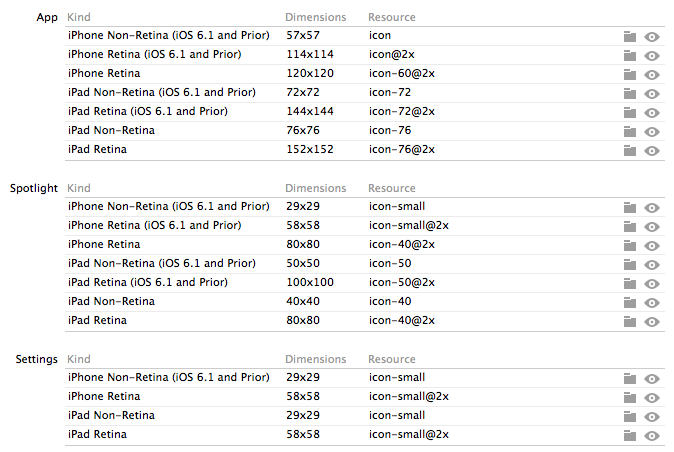 App Kind Dimensions Resource
iPhone Non-Retina (iOS 6.1 and Prior) 57x57 icon
iPhone Retina (iOS 6.1 and Prior) 114x114 icon@2x
iPhone Retina 120x120 icon-60@2x
iPad Non-Retina (iOS 6.1 and Prior) 72x72 icon-72
iPad Retina (iOS 6.1 and Prior) 144x144 icon-72@2x
iPad Non-Retina 76x76 icon-76
iPad Retina 152x152 icon-76@2x
Spotlight Kind Dimensions Resource
iPhone Non-Retina (iOS 6.1 and Prior) 29x29 icon-small
iPhone Retina (iOS 6.1 and Prior) 58x58 icon-small@2x
iPhone Retina 80x80 icon-40@2x
iPad Non-Retina (iOS 6.1 and Prior) 50x50 icon-50
iPad Retina (iOS 6.1 and Prior) 100x100 icon-50@2x
iPad Non-Retina 40x40 icon-40
iPad Retina 80x80 icon-40@2x
Settings Kind Dimensions Resource
iPhone Non-Retina (iOS 6.1 and Prior) 29x29 icon-small
iPhone Retina 58x58 icon-small@2x
iPad Non-Retina 29x29 icon-small
iPad Retina 58x58 icon-small@2x